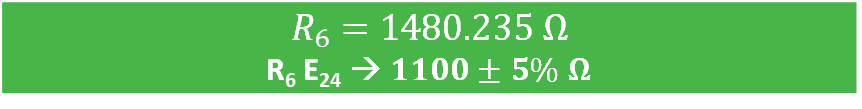 R₆ = 1480.235 Ω
R₆ E₂₄ → 1100 ± 5% Ω